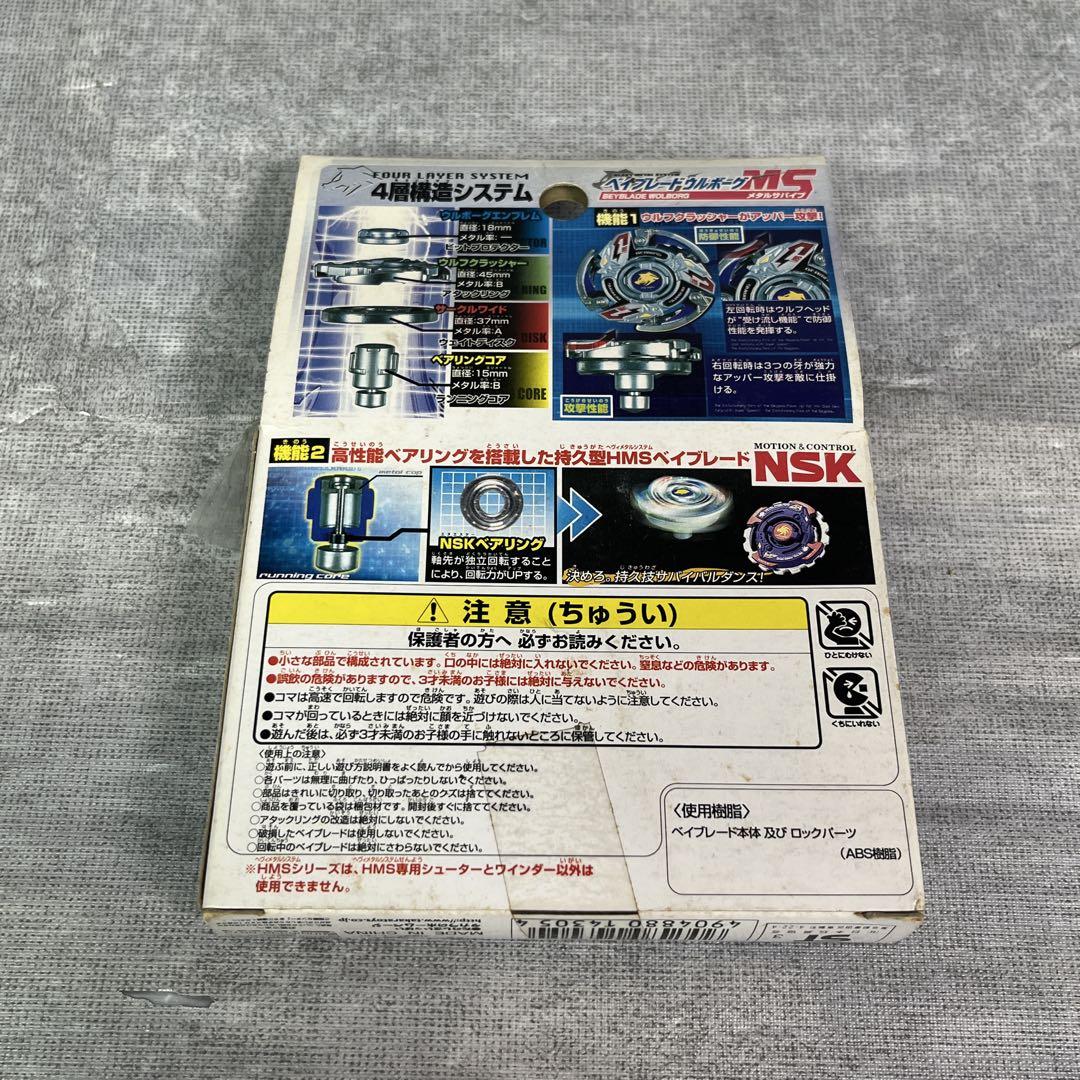 FOUR LAYER SYSTEM
4層構造システム
ウルボーグエンブレム
直径:18mm
メタル率:―
ビットプロテクター
TOR
ウルフクラッシャー
直径:45mm
メタル率:B
アタックリング
RING
サークルワイド
直径:37mm
メタル率:A
ウェイトディスク
DISK
ベアリングコア
直径:15mm
メタル率:B
ランニングコア
CORE
ベイブレード ウルボーグMS
BEYBLADE WOLBORG
メタルサバイブ
機能1 ウルフクラッシャーがアッパー攻撃!
防御性能
左回転時はウルフヘッド
が"受け流し機能"で防御
性能を発揮する。
右回転時は3つの牙が強力
なアッパー攻撃を敵に仕掛
ける。
攻撃性能
機能2 高性能ベアリングを搭載した持久型HMSベイブレード
MOTION & CONTROL
NSK
metal cap
running core
NSKベアリング
軸先が独立回転すること
により、回転力がUPする。
決めろ。持久技サバイバルダンス!
注意(ちゅうい)
保護者の方へ 必ずお読みください。
●小さな部品で構成されています。口の中には絶対に入れないでください。窒息などの危険があります。
●誤飲の危険がありますので、3才未満のお子様には絶対に与えないでください。
●コマは高速で回転しますので危険です。遊びの際は人に当てないように注意してください。
●コマが回っているときには絶対に顔を近づけないでください。
●遊んだ後は、必ず3才未満のお子様の手に触れないところに保管してください。
ひとにむけない
くちにいれない
〈使用上の注意〉
○遊ぶ前に、正しい遊び方説明書をよく読んでから使用してください。
○各パーツは無理に曲げたり、ひっぱったりしないでください。
○部品はきれいに切り取り、切り取ったあとのクズは捨ててください。
○商品を覆っている袋は梱包材です。開封後すぐに捨ててください。
○アタックリングの改造は絶対にしないでください。
○破損したベイブレードは使用しないでください。
○回転中のベイブレードは絶対にさわらないでください。
※HMSシリーズは、HMS専用シューターとワインダー以外は
使用できません。
〈使用樹脂〉
ベイブレード本体 及び ロックパーツ
(ABS樹脂)
MADE IN CHINA
http://www.takaratoys.co.jp
4904880143054